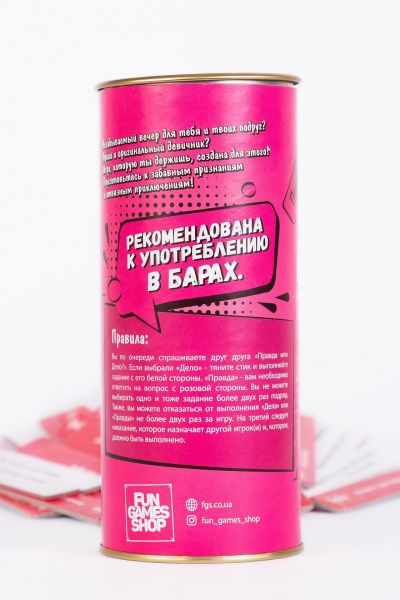 вечер для тебя и твоих подруг?
и оригинальный девичник?
которую ты держишь, создана для этого!
Приготовьтесь к забавным признаниям
приключениям!
РЕКОМЕНДОВАНА
К УПОТРЕБЛЕНИЮ
В БАРАХ.
Правила:
Вы по очереди спрашиваете друг друга «Правда или
Дело?». Если выбрали «Дело» - тяните стик и выполняйте
задание с его белой стороны. «Правда» - вам необходимо
ответить на вопрос с розовой стороны. Вы не можете
выбирать одно и тоже задание более двух раз подряд.
Также, вы можете отказаться от выполнения «Дела» или
«Правды» не более двух раз за игру. На третий следует
наказание, которое назначает другой игрок(и) и, которое,
должно быть выполнено.
FUN
GAMES
SHOP
fgs.co.ua
fun_games_shop